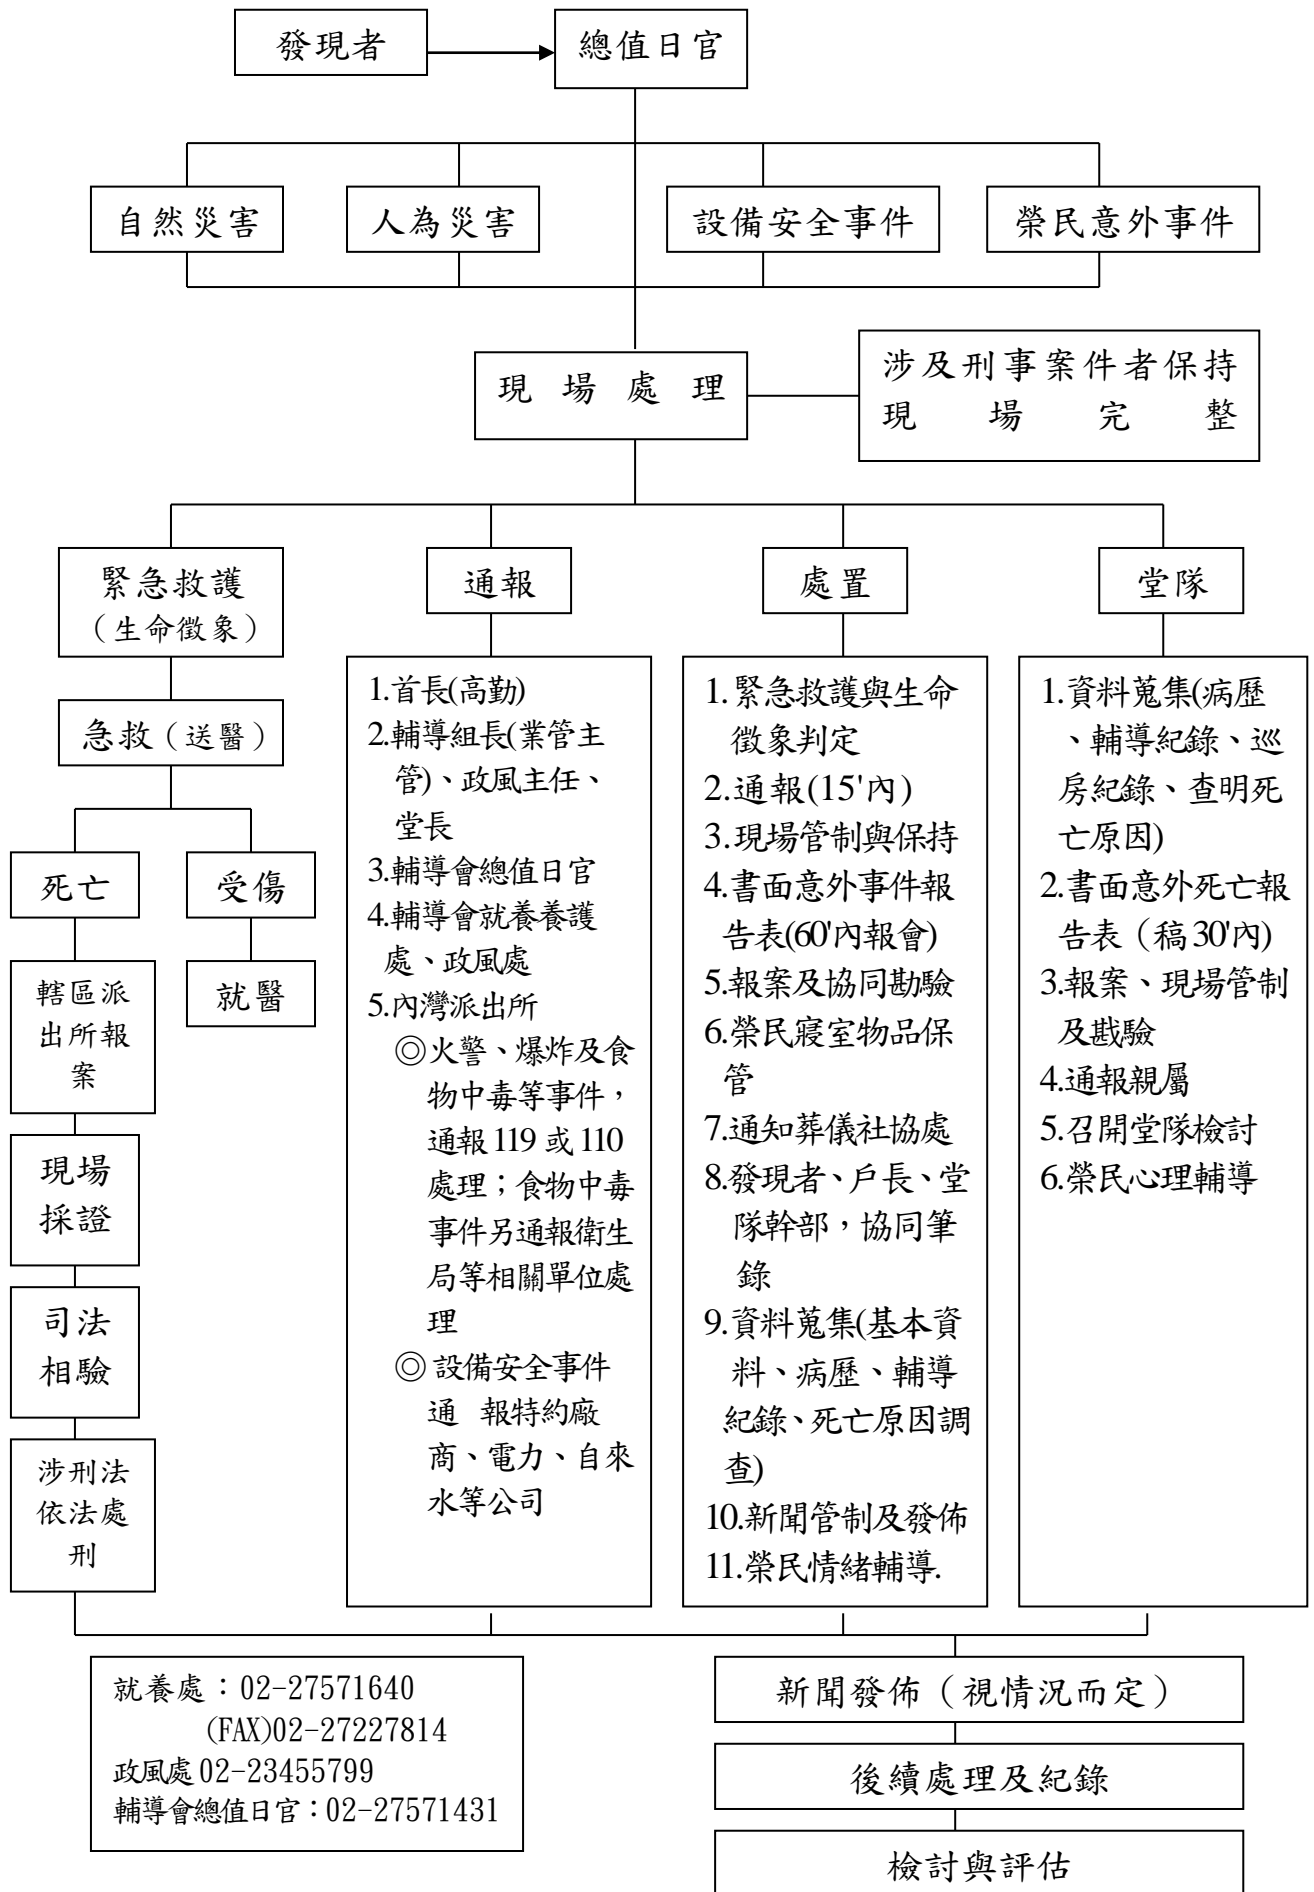 發現者
總值日官
自然災害
人為災害
設備安全事件
榮民意外事件
現場處理
涉及刑事案件者保持
現場完整
緊急救護
（生命徵象）
急救（送醫）
死亡
受傷
轄區派
出所報
案
就醫
現場
採證
司法
相驗
涉刑法
依法處
刑
通報
1.首長(高勤)
2.輔導組長(業管主
管)、政風主任、
堂長
3.輔導會總值日官
4.輔導會就養養護
處、政風處
5.內灣派出所
◎火警、爆炸及食
物中毒等事件，
通報 119 或 110
處理；食物中毒
事件另通報衛生
局等相關單位處
理
◎ 設備安全事件
通 報特約廠
商、電力、自來
水等公司
處置
1.緊急救護與生命
徵象判定
2.通報(15'內)
3.現場管制與保持
4.書面意外事件報
告表(60'內報會)
5.報案及協同勘驗
6.榮民寢室物品保
管
7.通知葬儀社協處
8.發現者、戶長、堂
隊幹部，協同筆
錄
9.資料蒐集(基本資
料、病歷、輔導
紀錄、死亡原因調
查)
10.新聞管制及發佈
11.榮民情緒輔導.
堂隊
1.資料蒐集(病歷
、輔導紀錄、巡
房紀錄、查明死
亡原因)
2.書面意外死亡報
告表（稿 30'內)
3.報案、現場管制
及戡驗
4.通報親屬
5.召開堂隊檢討
6.榮民心理輔導
就養處：02-27571640
(FAX)02-27227814
政風處 02-23455799
輔導會總值日官：02-27571431
新聞發佈（視情況而定）
後續處理及紀錄
檢討與評估